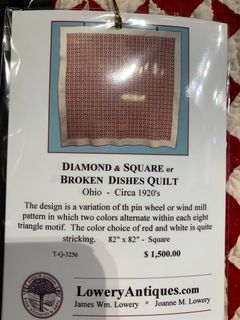 DIAMOND & SQUARE or
BROKEN DISHES QUILT
Ohio - Circa 1920's
The design is a variation of th pin wheel or wind mill
pattern in which two colors alternate within each eight
triangle motif. The color choice of red and white is quite
stricking. 82" x 82" - Square
T-Q-3256 $ 1,500.00
LoweryAntiques.com
James Wm. Lowery * Joanne M. Lowery